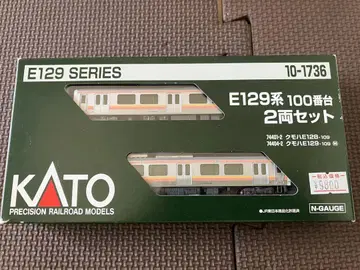 E129 SERIES
10-1736
E129系 100番台
2両セット
74401-2 クモハE129-109
74404-2 クモハE128-109
KATO
PRECISION RAILROAD MODELS
N-GAUGE